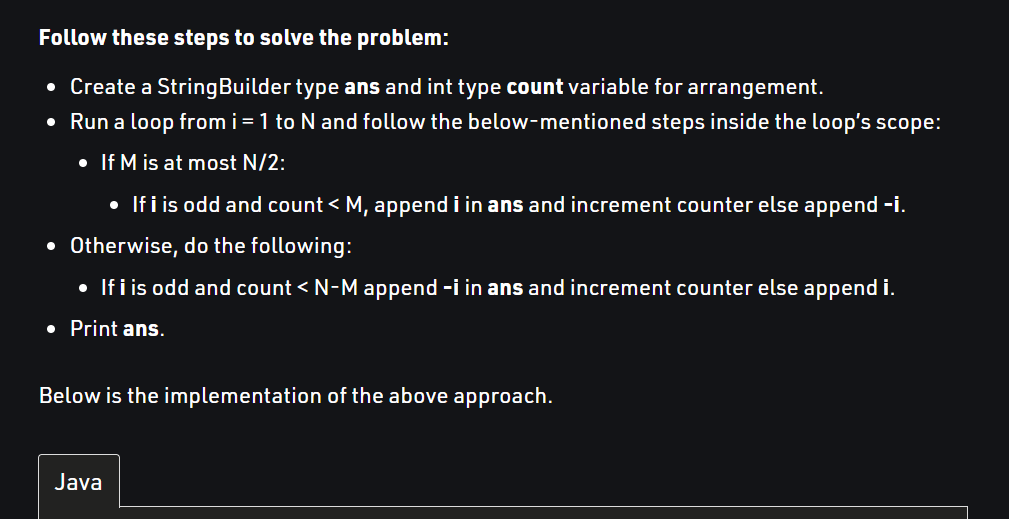 Follow these steps to solve the problem:
• Create a StringBuilder type ans and int type count variable for arrangement.
• Run a loop from i = 1 to N and follow the below-mentioned steps inside the loop's scope:
• If M is at most N/2:
• If i is odd and count < M, append i in ans and increment counter else append -i.
• Otherwise, do the following:
• If i is odd and count < N-M append -i in ans and increment counter else append i.
• Print ans.
Below is the implementation of the above approach.
Java